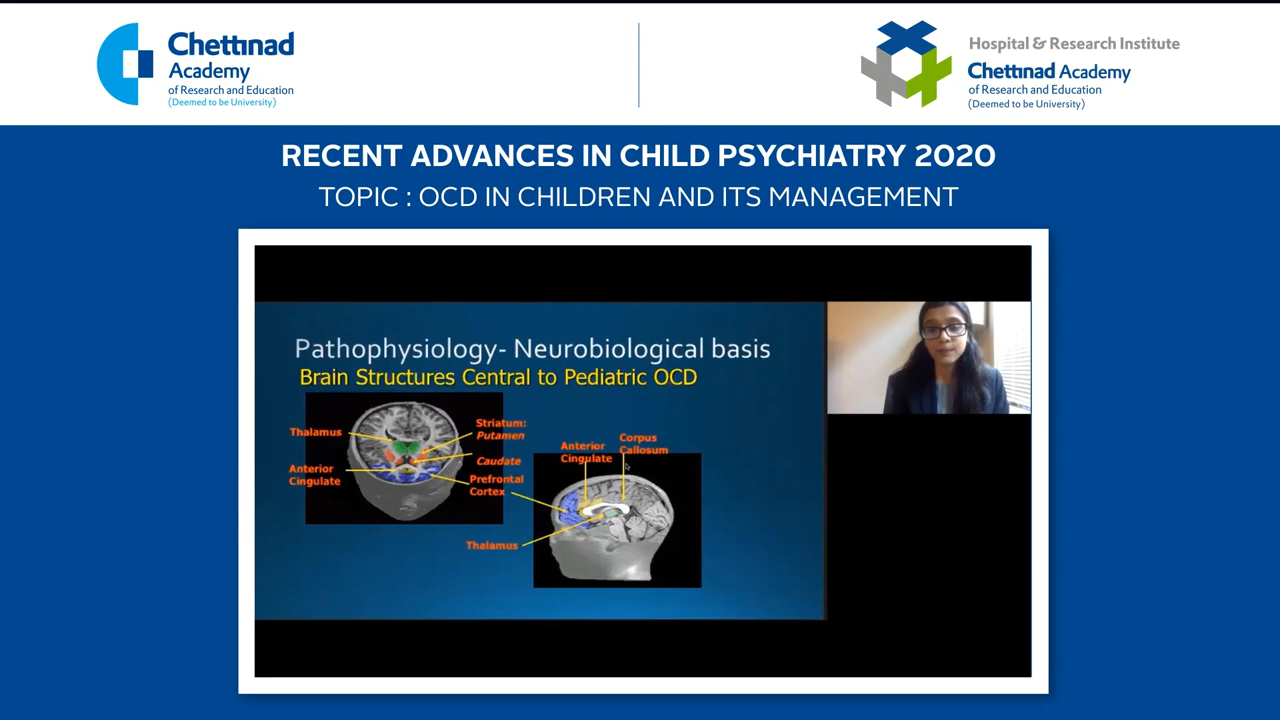 Chettinad
Academy
of Research and Education
(Deemed to be University)
Hospital & Research Institute
Chettinad Academy
of Research and Education
(Deemed to be University)
RECENT ADVANCES IN CHILD PSYCHIATRY 2020
TOPIC : OCD IN CHILDREN AND ITS MANAGEMENT
Pathophysiology- Neurobiological basis
Brain Structures Central to Pediatric OCD
Thalamus
Anterior
Cingulate
Striatum:
Putamen
Caudate
Prefrontal
Cortex
Anterior
Cingulate
Corpus
Callosum
Thalamus